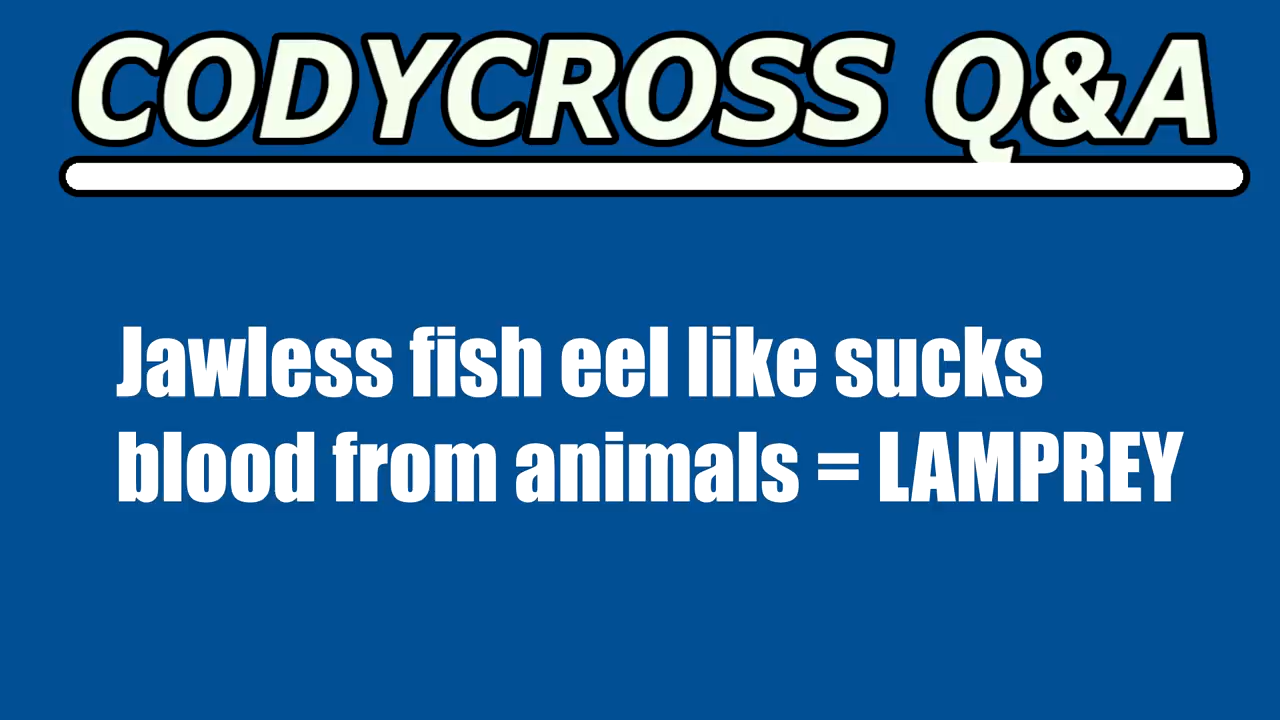 CODYCROSS Q&A
Jawless fish eel like sucks
blood from animals = LAMPREY